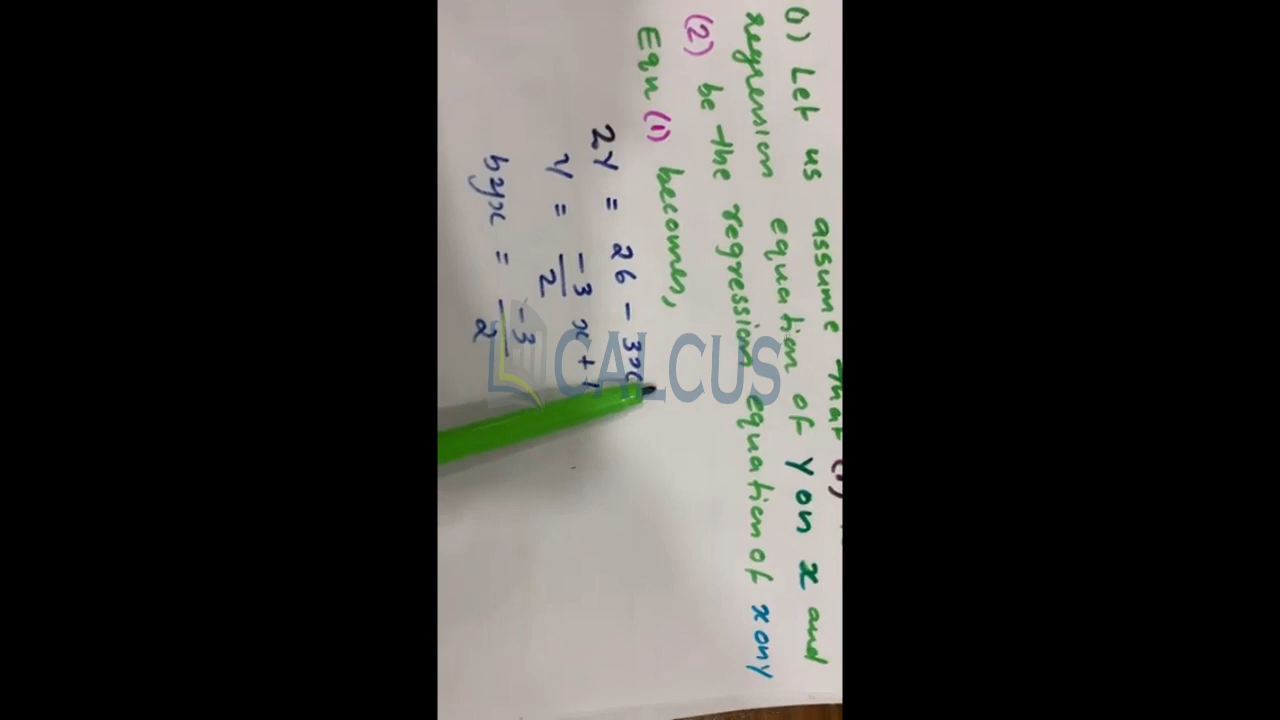 (i) Let us assume that (1)
regression equation of Y on x and
(2) be the regression equation of x on y
Eqn (1) becomes,
2Y = 26 - 3x
Y = -3/2 x +
byx = -3/2
CALCUS